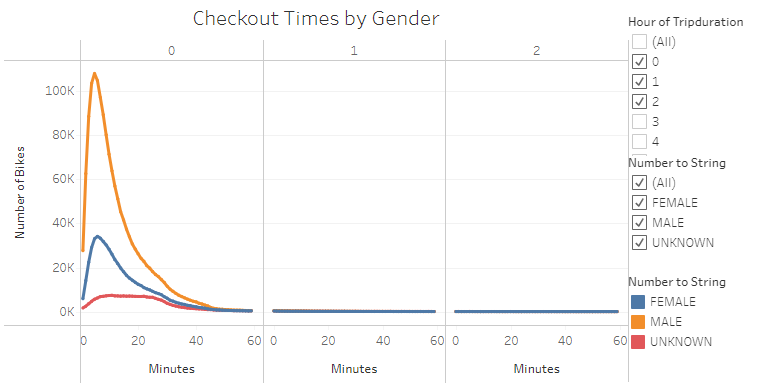 Checkout Times by Gender
0 1 2
100K
80K
60K
40K
20K
0K
Number of Bikes
0 20 40 60 0 20 40 60 0 20 40 60
Minutes Minutes Minutes
Hour of Tripduration
(All)
0
1
2
3
4
Number to String
(All)
FEMALE
MALE
UNKNOWN
Number to String
FEMALE
MALE
UNKNOWN